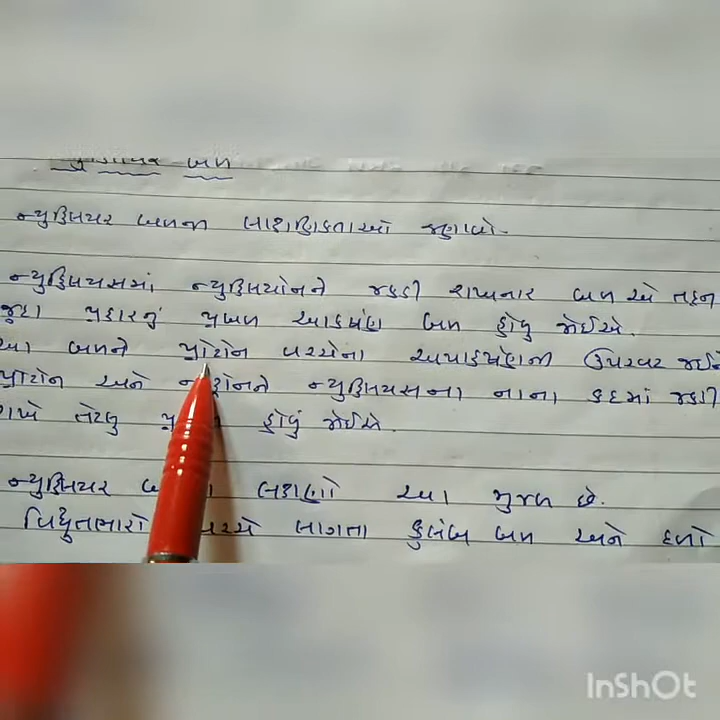 ન્યુક્લિયર બળ
ન્યુક્લિયર બળની લાક્ષણિકતાઓ જણાવો.
ન્યુક્લિયસમાં ન્યુક્લિયોનને જકડી રાખનાર બળ એ તદ્દન
જુદા પ્રકારનું પ્રબળ આકર્ષણ બળ હોવું જોઈએ.
આ બળને પ્રોટોન વચ્ચેના અપાકર્ષણની ઉપરવટ જઈને
પ્રોટોન અને ન્યુટ્રોનને ન્યુક્લિયસના નાના કદમાં જકડી
રાખે તેટલું હોવું જોઈએ.
ન્યુક્લિયર લક્ષણો આ મુજબ છે.
વિદ્યુતભારો વચ્ચે લાગતા કુલંબ બળ અને દળો
InShOt